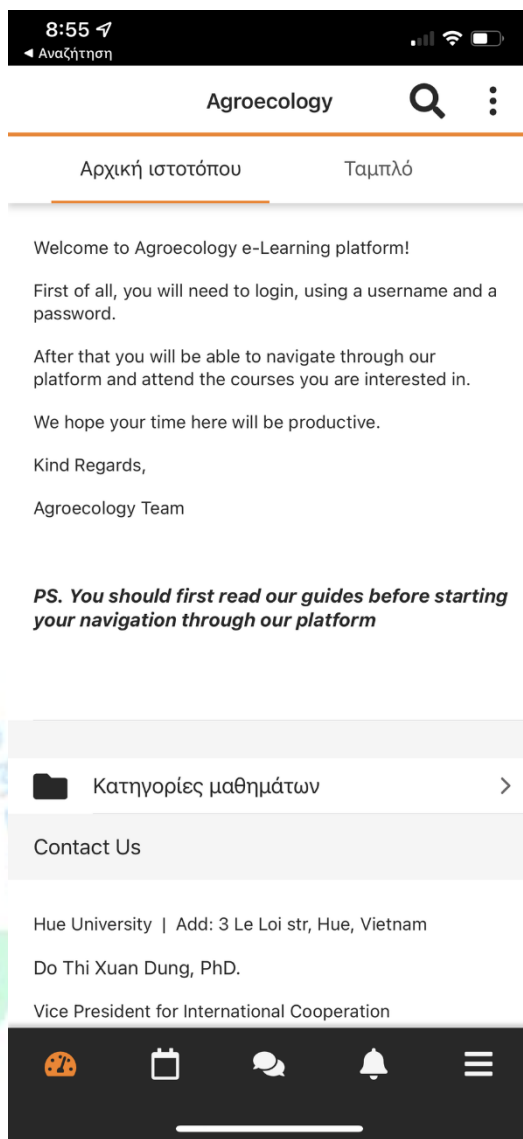 8:55
◄ Αναζήτηση
Agroecology
Αρχική ιστοτόπου
Ταμπλό
Welcome to Agroecology e-Learning platform!
First of all, you will need to login, using a username and a
password.
After that you will be able to navigate through our
platform and attend the courses you are interested in.
We hope your time here will be productive.
Kind Regards,
Agroecology Team
PS. You should first read our guides before starting
your navigation through our platform
Κατηγορίες μαθημάτων
Contact Us
Hue University | Add: 3 Le Loi str, Hue, Vietnam
Do Thi Xuan Dung, PhD.
Vice President for International Cooperation